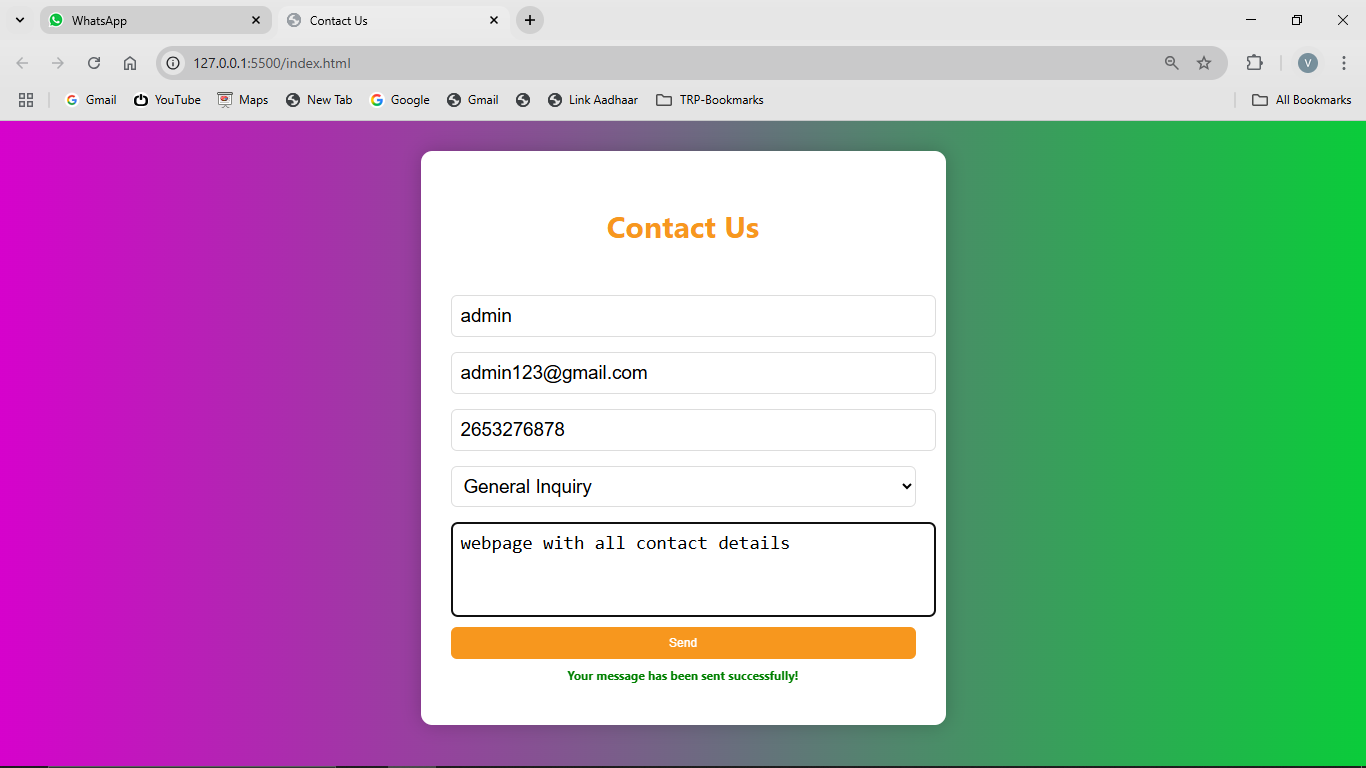 WhatsApp
Contact Us
127.0.0.1:5500/index.html
V
Gmail YouTube Maps New Tab Google Gmail Link Aadhaar TRP-Bookmarks All Bookmarks
Contact Us
admin
admin123@gmail.com
2653276878
General Inquiry
webpage with all contact details
Send
Your message has been sent successfully!